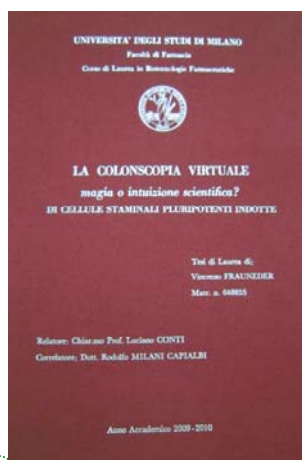 UNIVERSITA' DEGLI STUDI DI MILANO
Facoltà di Farmacia
Corso di Laurea in Biotecnologie Farmaceutiche
LA COLONSCOPIA VIRTUALE
magia o intuizione scientifica?
DI CELLULE STAMINALI PLURIPOTENTI INDOTTE
Tesi di Laurea di;
Vincenzo FRAUNEDER
Matr. n. 648855
Relatore: Chiar.mo Prof. Luciano CONTI
Correlatore; Dott. Rodolfo MILANI CAPIALBI
Anno Accademico 2009-2010